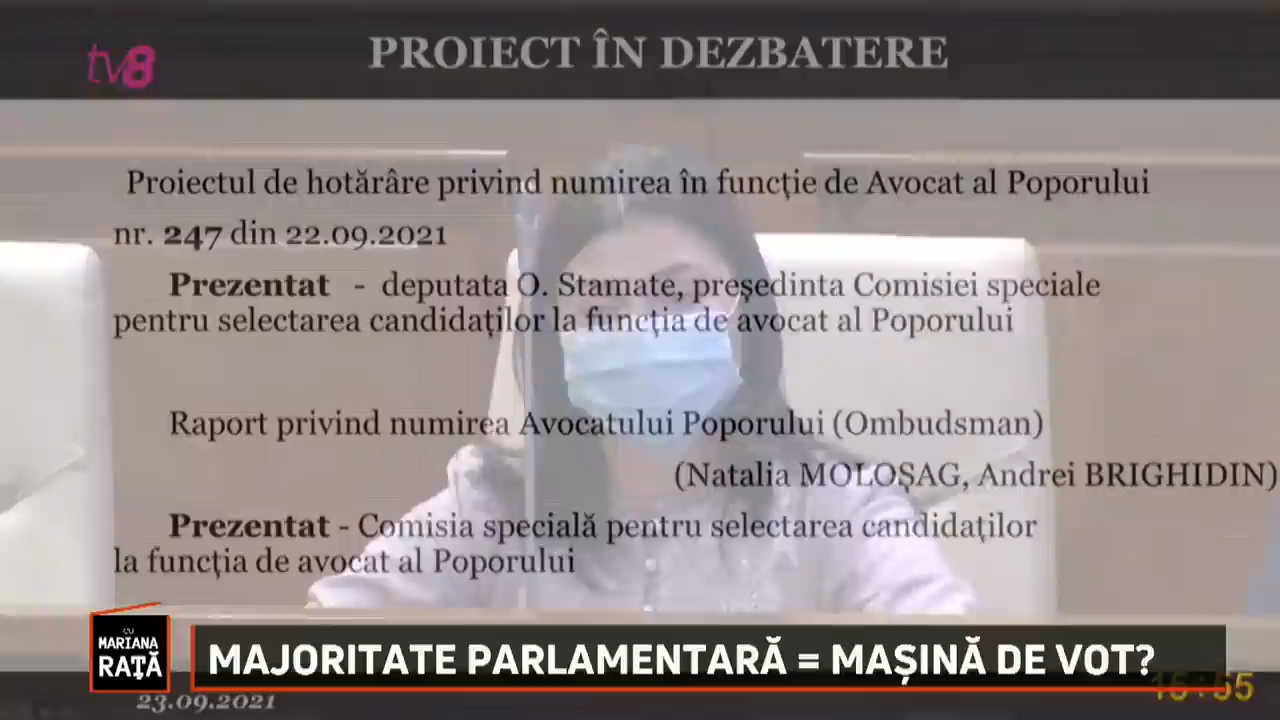 tv8
PROIECT ÎN DEZBATERE
Proiectul de hotărâre privind numirea în funcție de Avocat al Poporului
nr. 247 din 22.09.2021
Prezentat - deputata O. Stamate, președinta Comisiei speciale
pentru selectarea candidaților la funcția de avocat al Poporului
Raport privind numirea Avocatului Poporului (Ombudsman)
(Natalia MOLOȘAG, Andrei BRIGHIDIN)
Prezentat - Comisia specială pentru selectarea candidaților
la funcția de avocat al Poporului
CU
MARIANA
RAȚĂ
MAJORITATE PARLAMENTARĂ = MAȘINĂ DE VOT?
23.09.2021